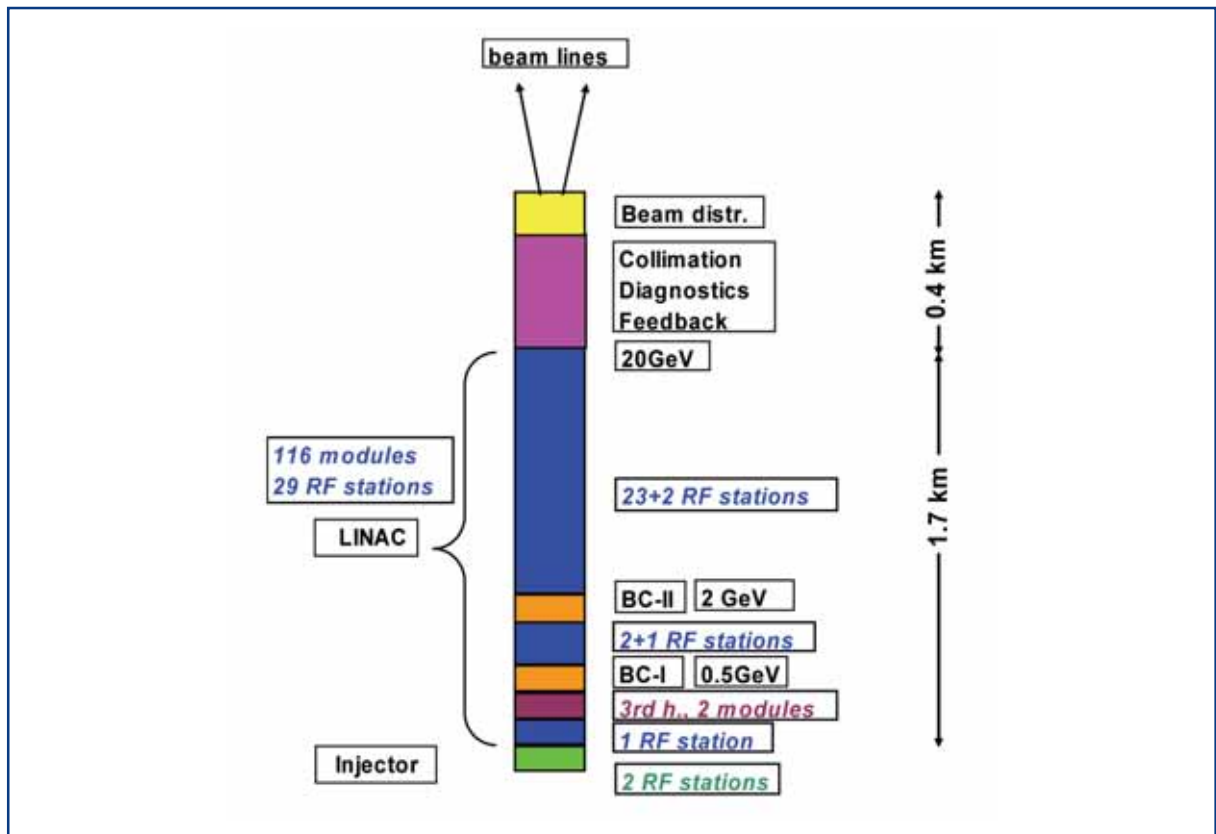 beam lines
Beam distr.
Collimation
Diagnostics
Feedback
0.4 km
20GeV
116 modules
29 RF stations
23+2 RF stations
1.7 km
LINAC
BC-II
2 GeV
2+1 RF stations
BC-I
0.5GeV
3rd h., 2 modules
1 RF station
Injector
2 RF stations